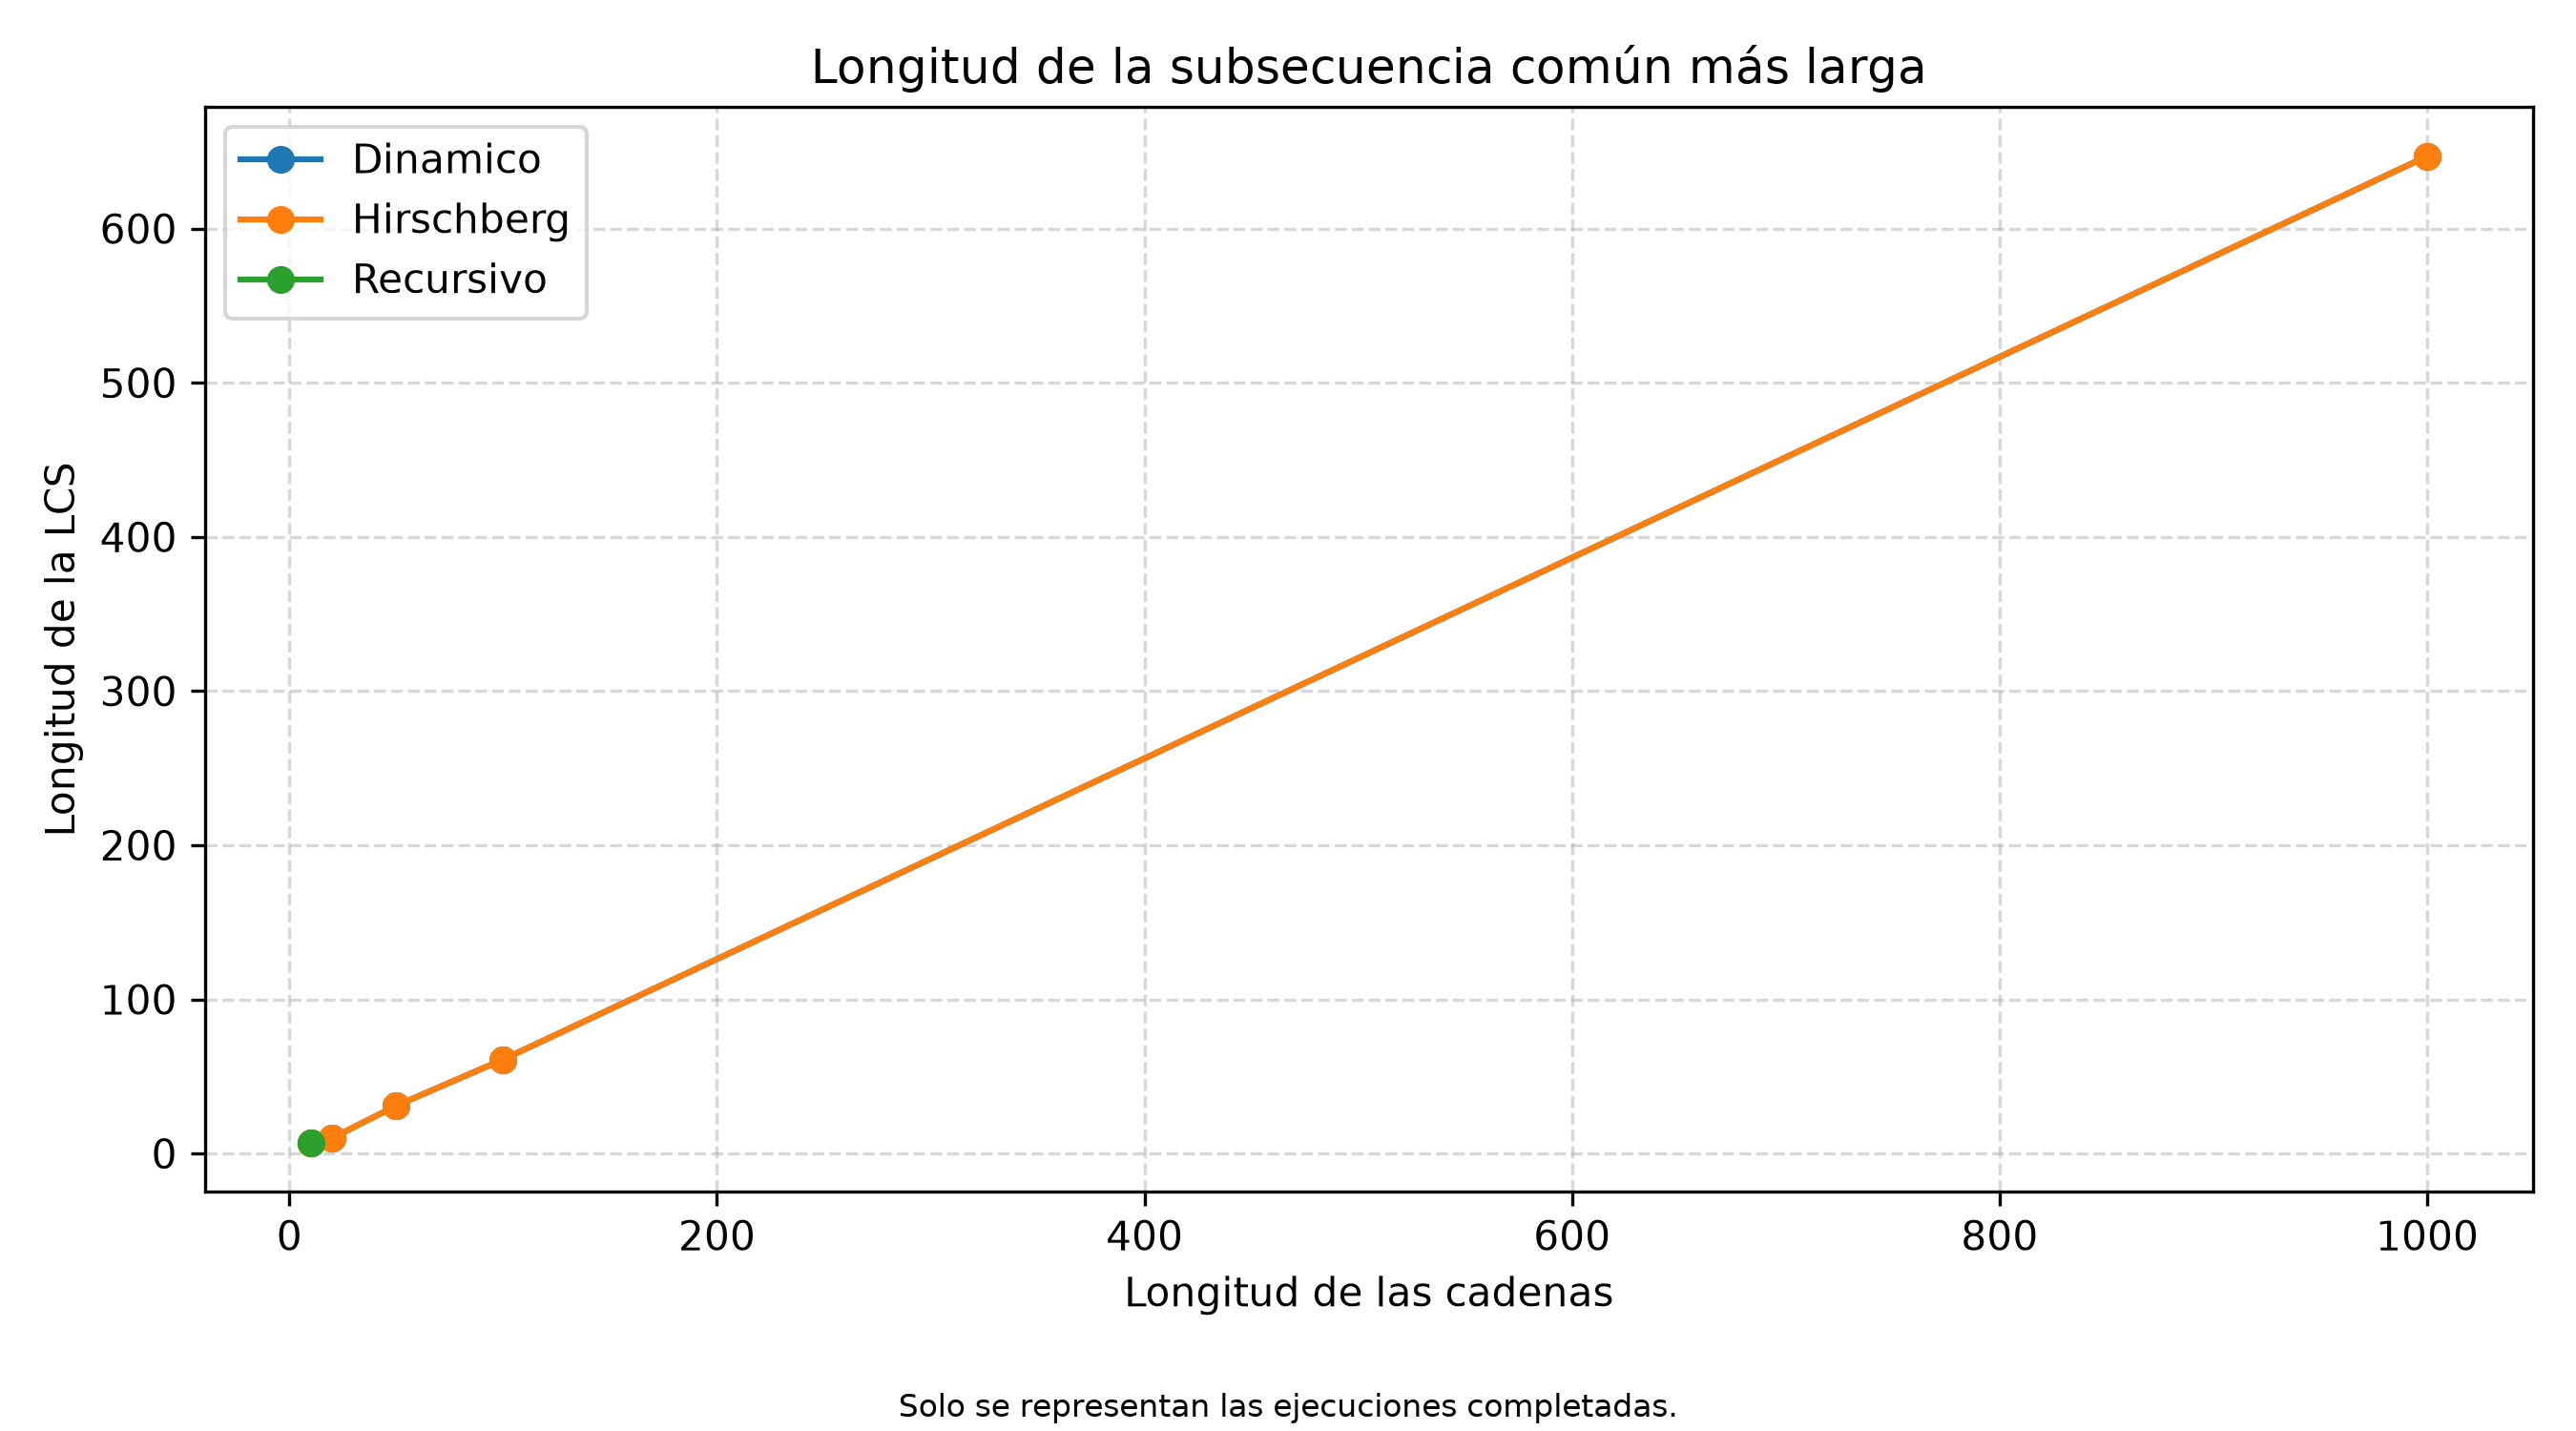 Longitud de la subsecuencia común más larga
Dinamico
Hirschberg
Recursivo
Longitud de la LCS
600
500
400
300
200
100
0
0 200 400 600 800 1000
Longitud de las cadenas
Solo se representan las ejecuciones completadas.